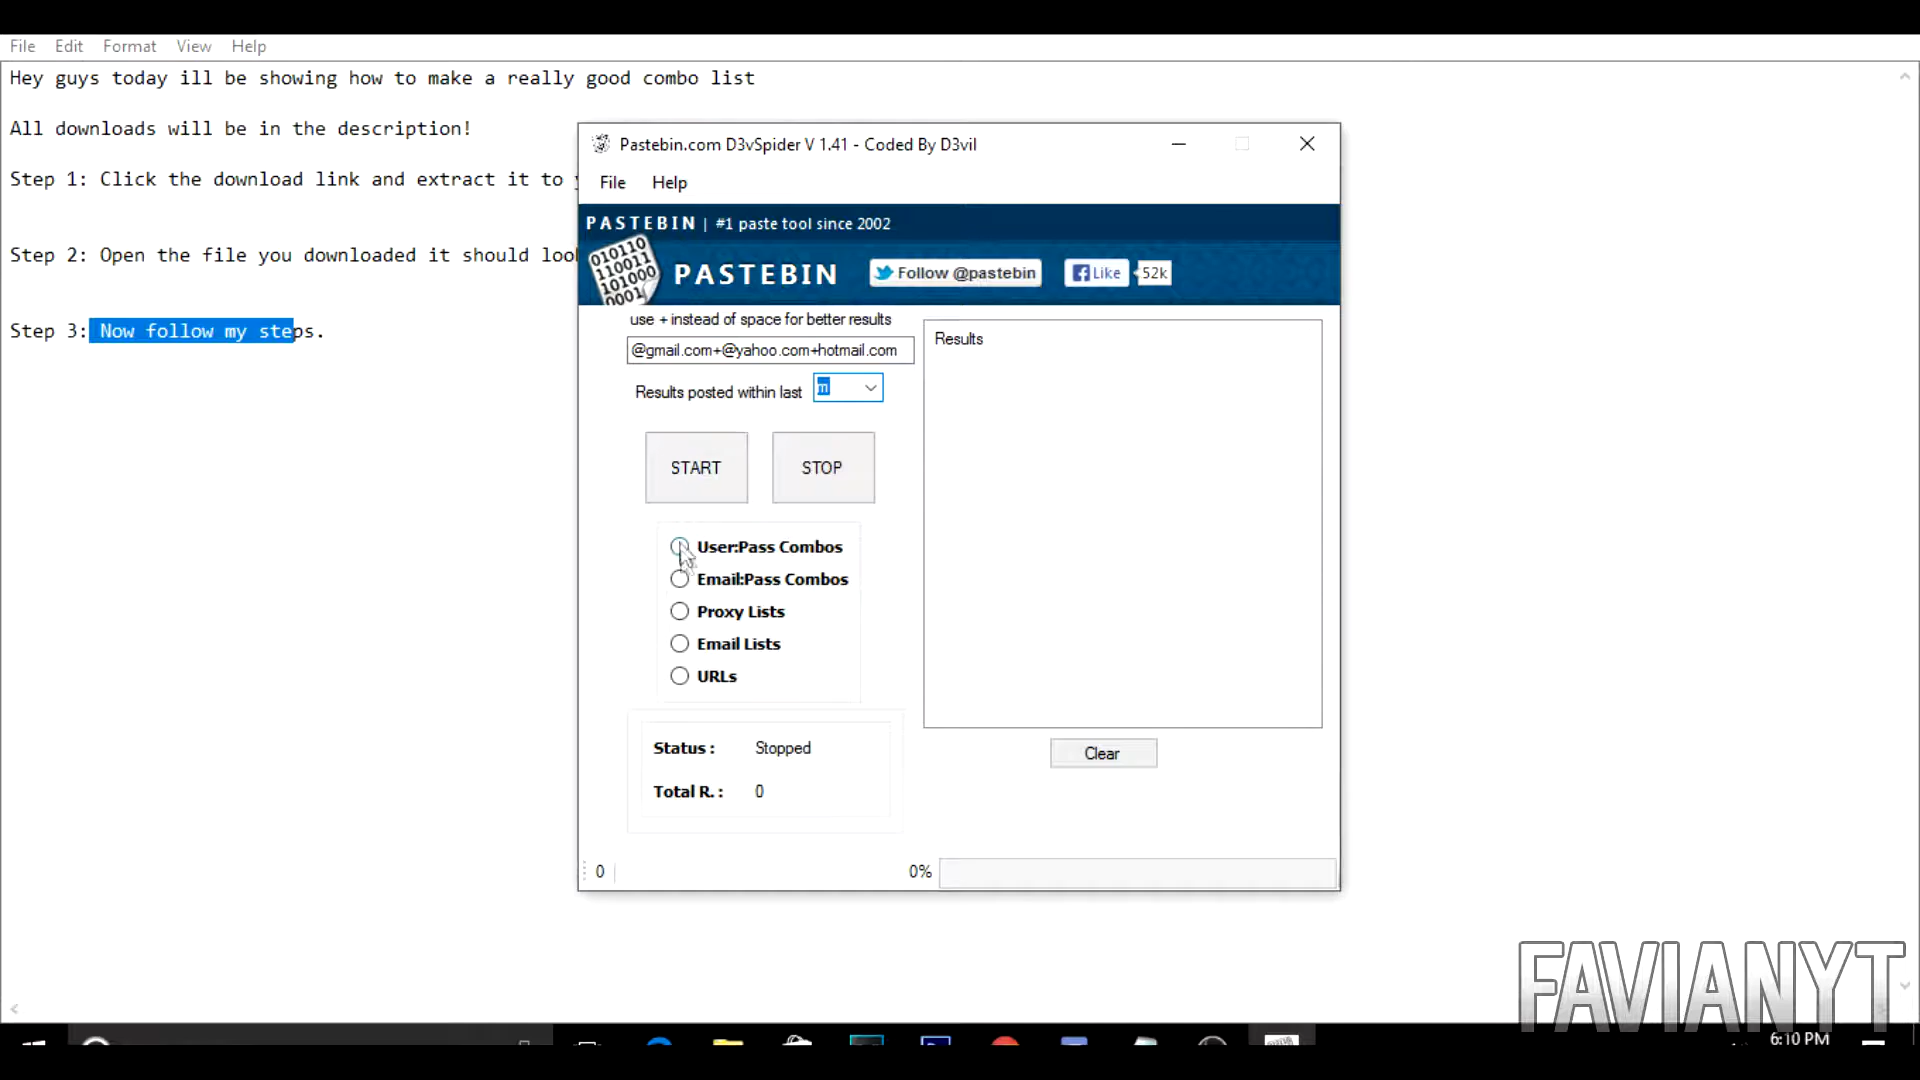 File Edit Format View Help
Hey guys today ill be showing how to make a really good combo list
All downloads will be in the description!
Step 1: Click the download link and extract it to
Step 2: Open the file you downloaded it should loo
Step 3: Now follow my steps.
Pastebin.com D3vSpider V 1.41 - Coded By D3vil
File Help
PASTEBIN | #1 paste tool since 2002
010110
110011
101000
0001
PASTEBIN
Follow @pastebin
Like
52k
use + instead of space for better results
@gmail.com+@yahoo.com+hotmail.com
Results posted within last m
START STOP
User:Pass Combos
Email:Pass Combos
Proxy Lists
Email Lists
URLs
Status : Stopped
Total R. : 0
Results
Clear
0 0%
FAVIANYT
6:10 PM